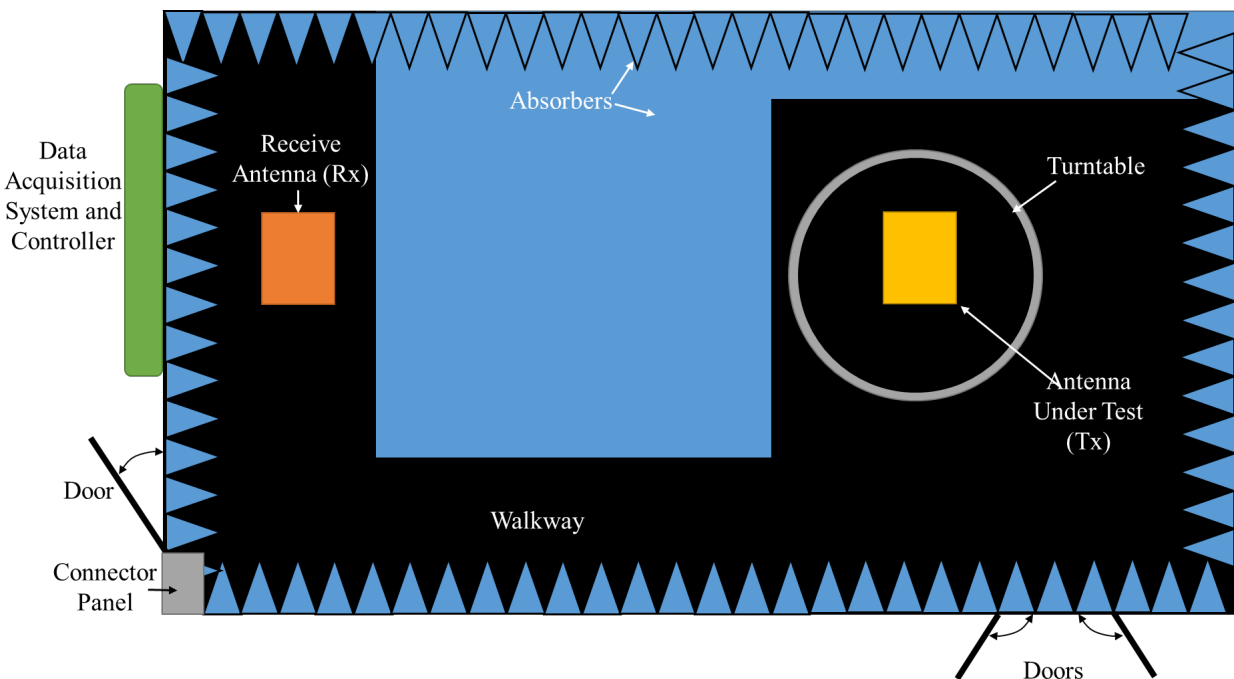 Absorbers
Data
Acquisition
System and
Controller
Receive
Antenna (Rx)
Turntable
Antenna
Under Test
(Tx)
Door
Walkway
Connector
Panel
Doors